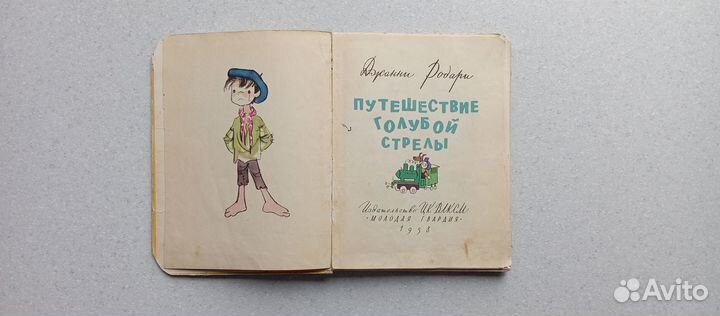 Джанни Родари
ПУТЕШЕСТВИЕ
ГОЛУБОЙ
СТРЕЛЫ
Издательство ЦК ВЛКСМ
"МОЛОДАЯ ГВАРДИЯ"
1958
Avito